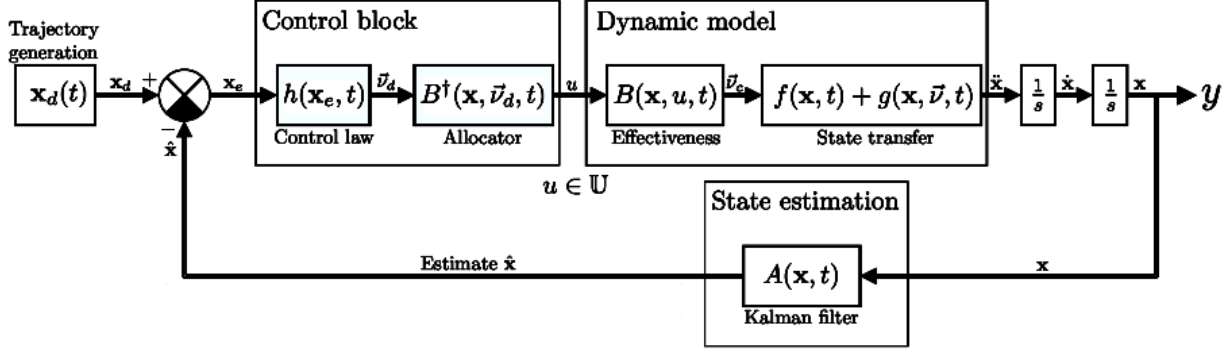 Trajectory
generation
𝐱_d(t)
𝐱_d
+
−
𝐱̂
𝐱_e
Control block
h(𝐱_e, t)
Control law
ν⃗_d
B†(𝐱, ν⃗_d, t)
Allocator
u
Dynamic model
B(𝐱, u, t)
Effectiveness
ν⃗_c
f(𝐱, t) + g(𝐱, ν⃗, t)
State transfer
𝐱̈
1/s
𝐱̇
1/s
𝐱
y
u ∈ 𝕌
State estimation
A(𝐱, t)
Kalman filter
𝐱
Estimate 𝐱̂